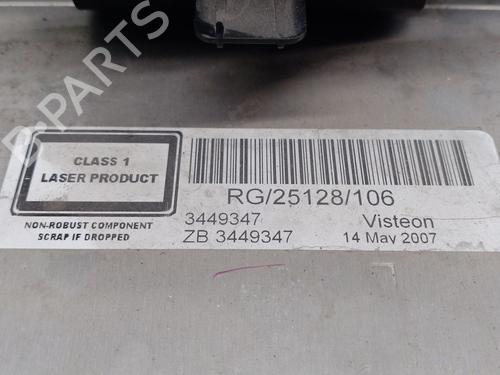 B-PARTS
CLASS 1
LASER PRODUCT
NON-ROBUST COMPONENT
SCRAP IF DROPPED
RG/25128/106
3449347 Visteon
ZB 3449347 14 May 2007